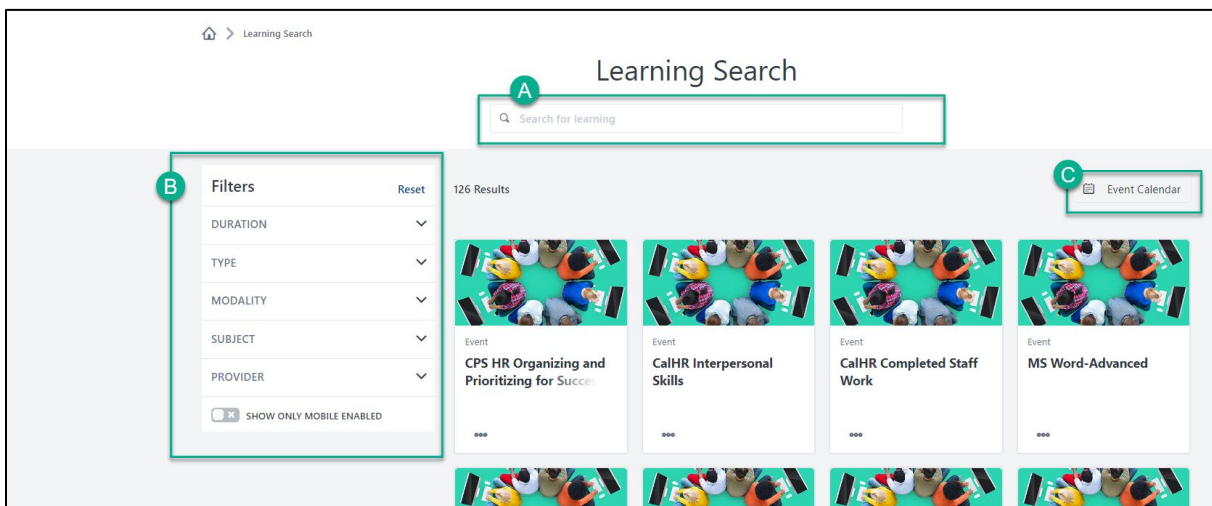 Learning Search
Learning Search
A
Search for learning
B
Filters
Reset
126 Results
C
Event Calendar
DURATION
TYPE
MODALITY
SUBJECT
PROVIDER
SHOW ONLY MOBILE ENABLED
Event
CPS HR Organizing and
Prioritizing for Succes
Event
CalHR Interpersonal
Skills
Event
CalHR Completed Staff
Work
Event
MS Word-Advanced